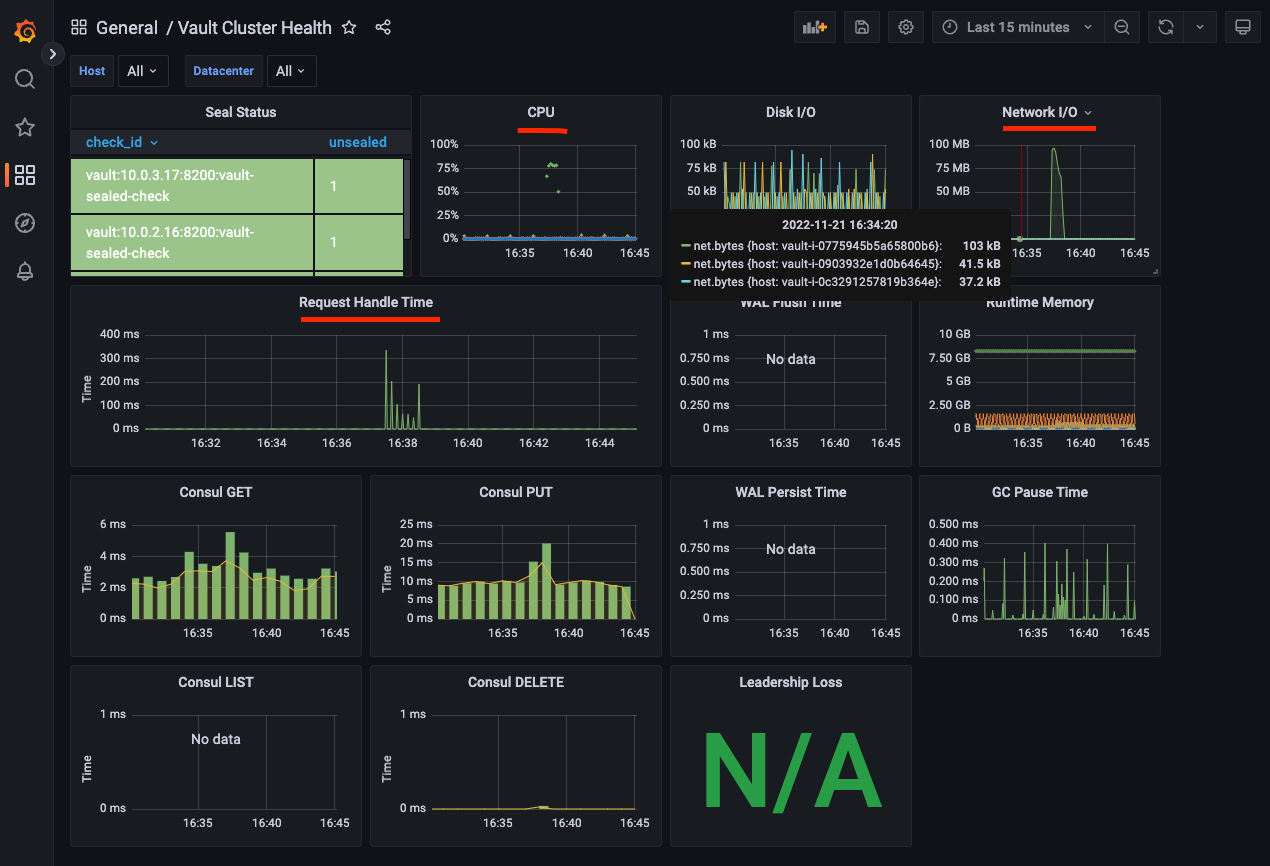 General / Vault Cluster Health
Last 15 minutes
Host
All
Datacenter
All
Seal Status
check_id
unsealed
vault:10.0.3.17:8200:vault-
sealed-check
1
vault:10.0.2.16:8200:vault-
sealed-check
1
CPU
100%
75%
50%
25%
0%
16:35 16:40 16:45
Disk I/O
100 kB
75 kB
50 kB
Network I/O
100 MB
75 MB
50 MB
16:35 16:40 16:45
2022-11-21 16:34:20
net.bytes {host: vault-i-0775945b5a65800b6}: 103 kB
net.bytes {host: vault-i-0903932e1d0b64645}: 41.5 kB
net.bytes {host: vault-i-0c3291257819b364e}: 37.2 kB
Request Handle Time
Time
400 ms
300 ms
200 ms
100 ms
0 ms
16:32 16:34 16:36 16:38 16:40 16:42 16:44
WAL Flush Time
1 ms
0.750 ms
0.500 ms
0.250 ms
0 ms
No data
16:35 16:40 16:45
Runtime Memory
10 GB
7.50 GB
5 GB
2.50 GB
0 B
16:35 16:40 16:45
Consul GET
Time
6 ms
4 ms
2 ms
0 ms
16:35 16:40 16:45
Consul PUT
Time
25 ms
20 ms
15 ms
10 ms
5 ms
0 ms
16:35 16:40 16:45
WAL Persist Time
1 ms
0.750 ms
0.500 ms
0.250 ms
0 ms
No data
16:35 16:40 16:45
GC Pause Time
0.500 ms
0.400 ms
0.300 ms
0.200 ms
0.100 ms
0 ms
16:35 16:40 16:45
Consul LIST
Time
1 ms
0 ms
No data
16:35 16:40 16:45
Consul DELETE
Time
1 ms
0 ms
16:35 16:40 16:45
Leadership Loss
N/A